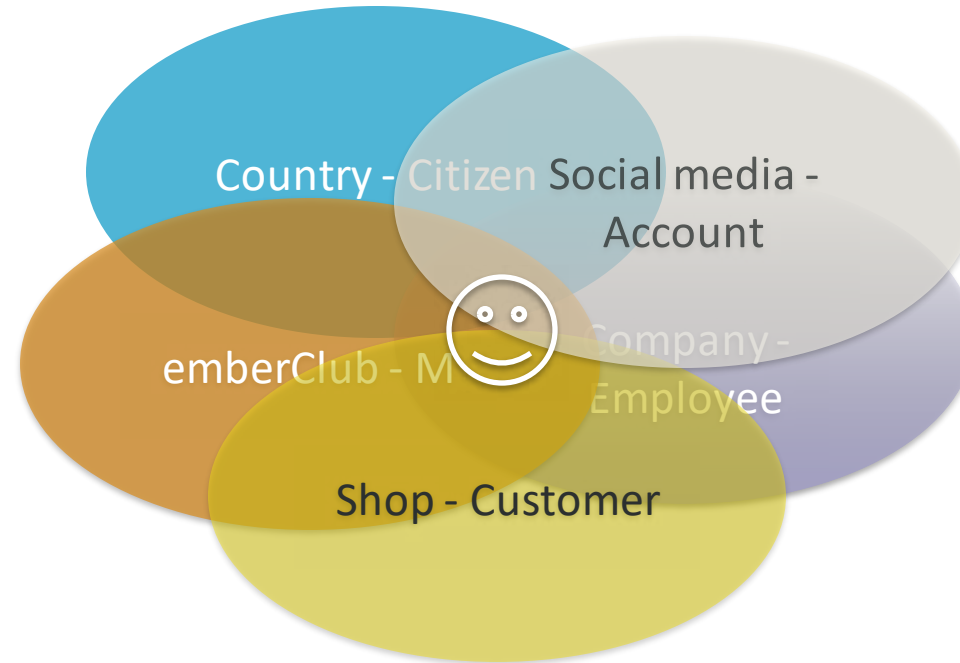 Country - Citizen
Social media -
Account
emberClub - M
Company -
Employee
Shop - Customer